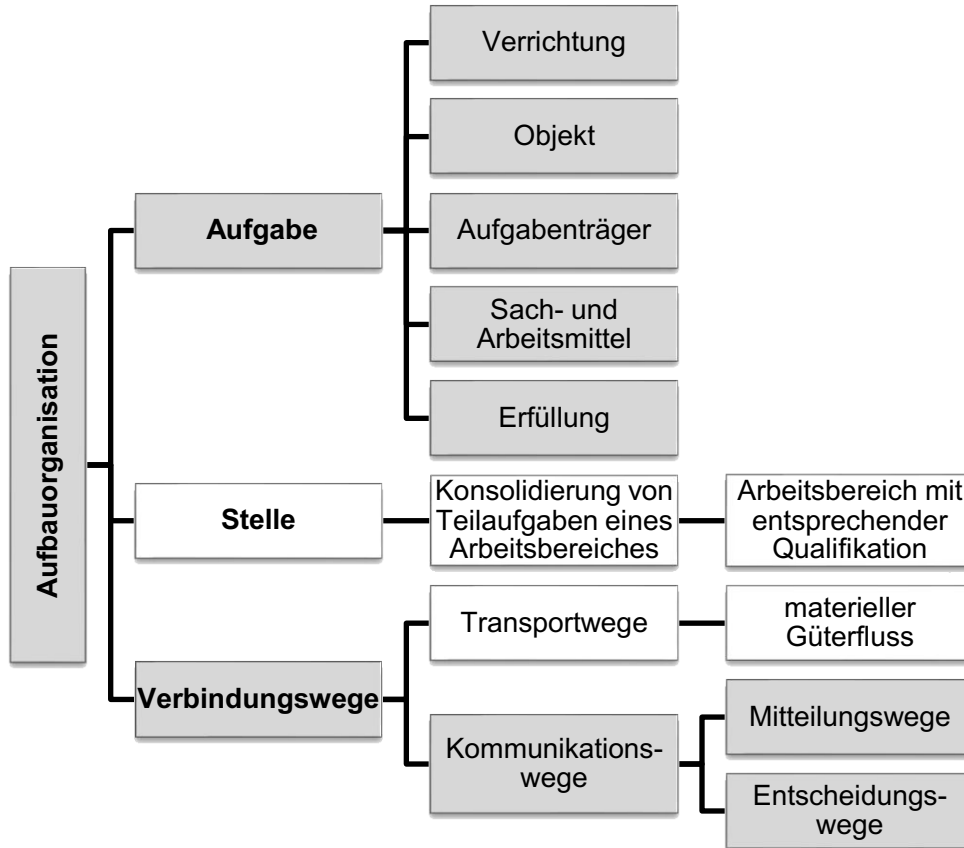 Aufbauorganisation
Aufgabe
Verrichtung
Objekt
Aufgabenträger
Sach- und
Arbeitsmittel
Erfüllung
Stelle
Konsolidierung von
Teilaufgaben eines
Arbeitsbereiches
Arbeitsbereich mit
entsprechender
Qualifikation
Verbindungswege
Transportwege
materieller
Güterfluss
Kommunikations-
wege
Mitteilungswege
Entscheidungs-
wege